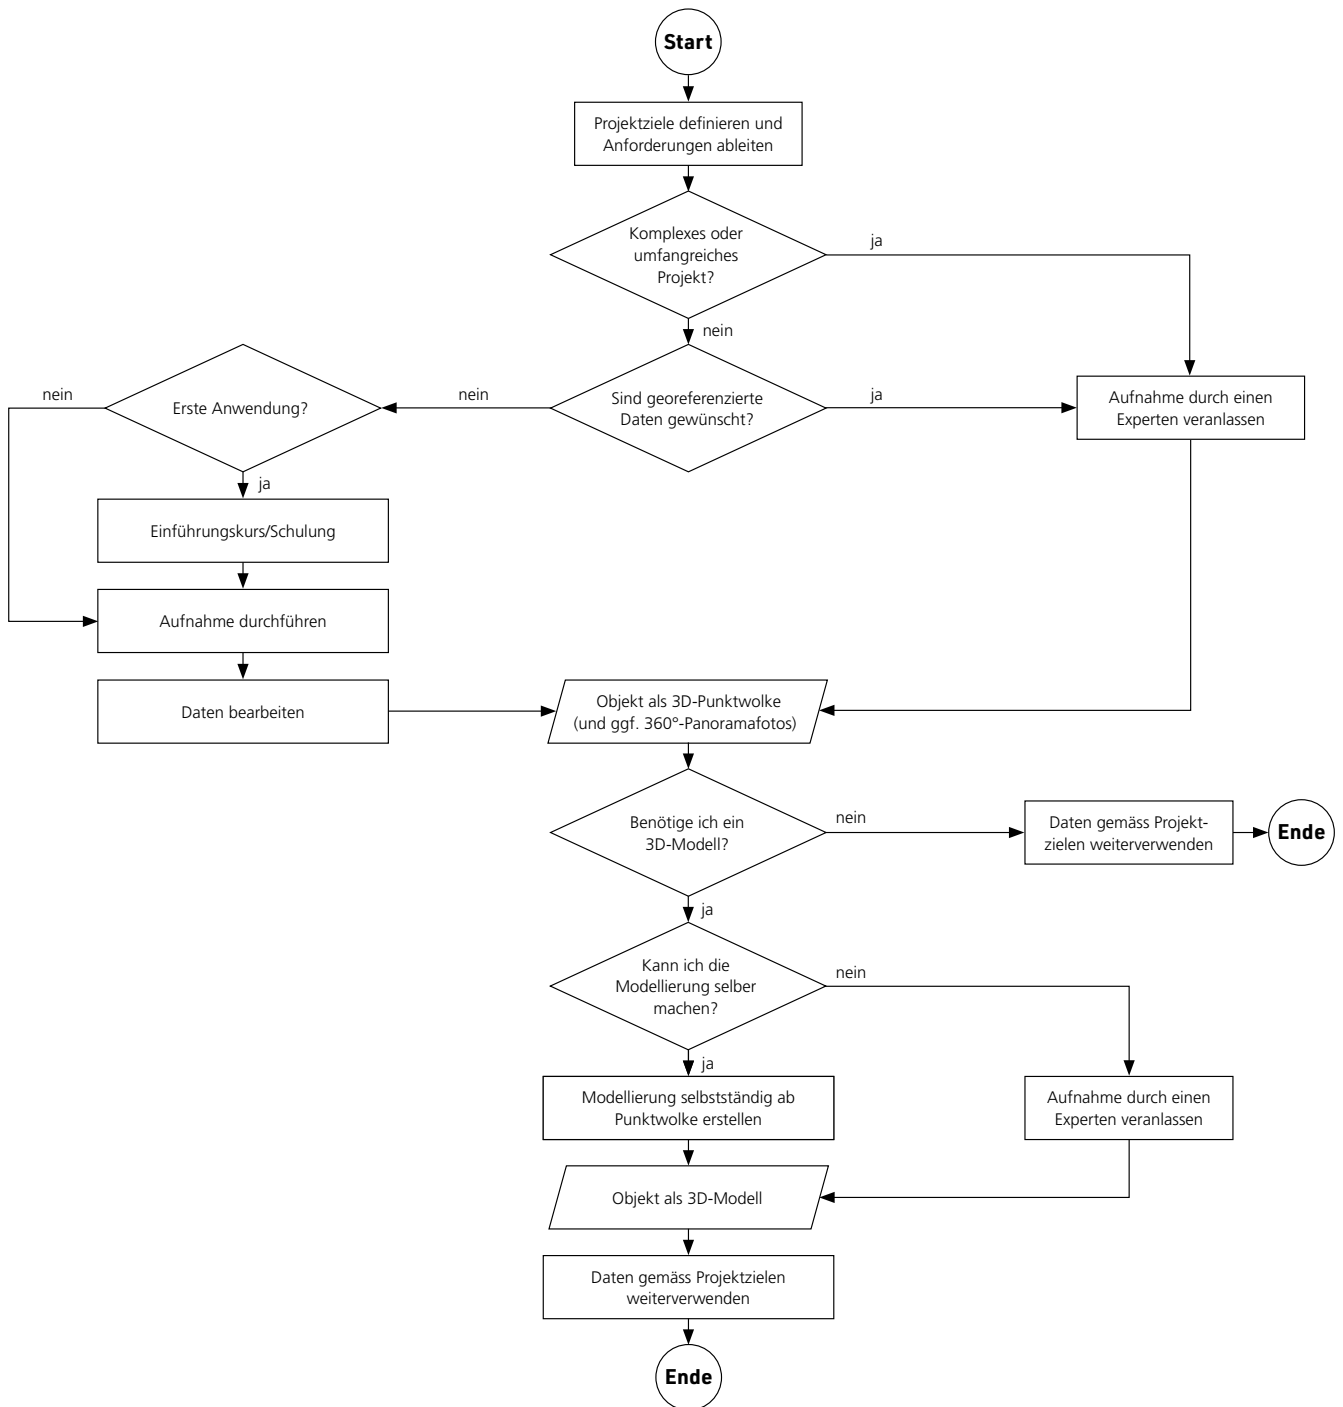 Start
Projektziele definieren und
Anforderungen ableiten
Komplexes oder
umfangreiches
Projekt?
ja
nein
Sind georeferenzierte
Daten gewünscht?
ja
nein
Aufnahme durch einen
Experten veranlassen
Erste Anwendung?
nein
ja
Einführungskurs/Schulung
Aufnahme durchführen
Daten bearbeiten
Objekt als 3D-Punktwolke
(und ggf. 360°-Panoramafotos)
Benötige ich ein
3D-Modell?
nein
Daten gemäss Projekt-
zielen weiterverwenden
Ende
ja
Kann ich die
Modellierung selber
machen?
nein
ja
Modellierung selbstständig ab
Punktwolke erstellen
Aufnahme durch einen
Experten veranlassen
Objekt als 3D-Modell
Daten gemäss Projektzielen
weiterverwenden
Ende